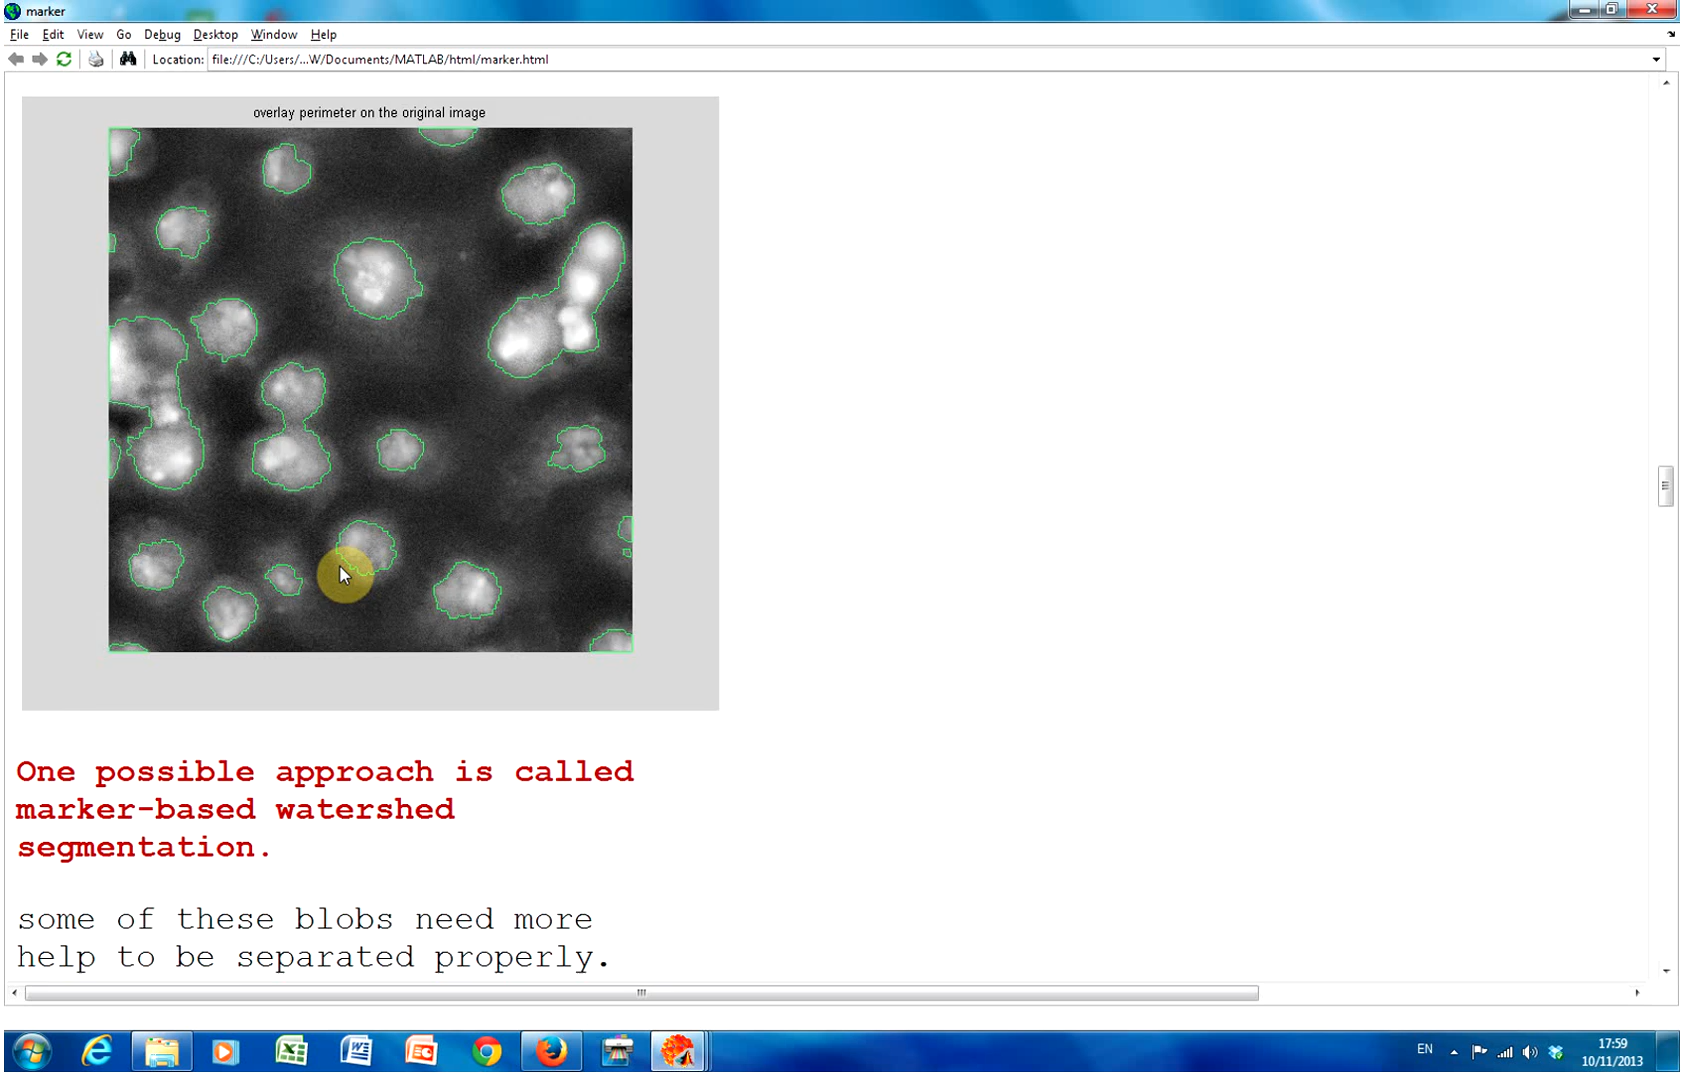 marker
File Edit View Go Debug Desktop Window Help
Location: file:///C:/Users/...W/Documents/MATLAB/html/marker.html
overlay perimeter on the original image
One possible approach is called
marker-based watershed
segmentation.
some of these blobs need more
help to be separated properly.
EN
17:59
10/11/2013